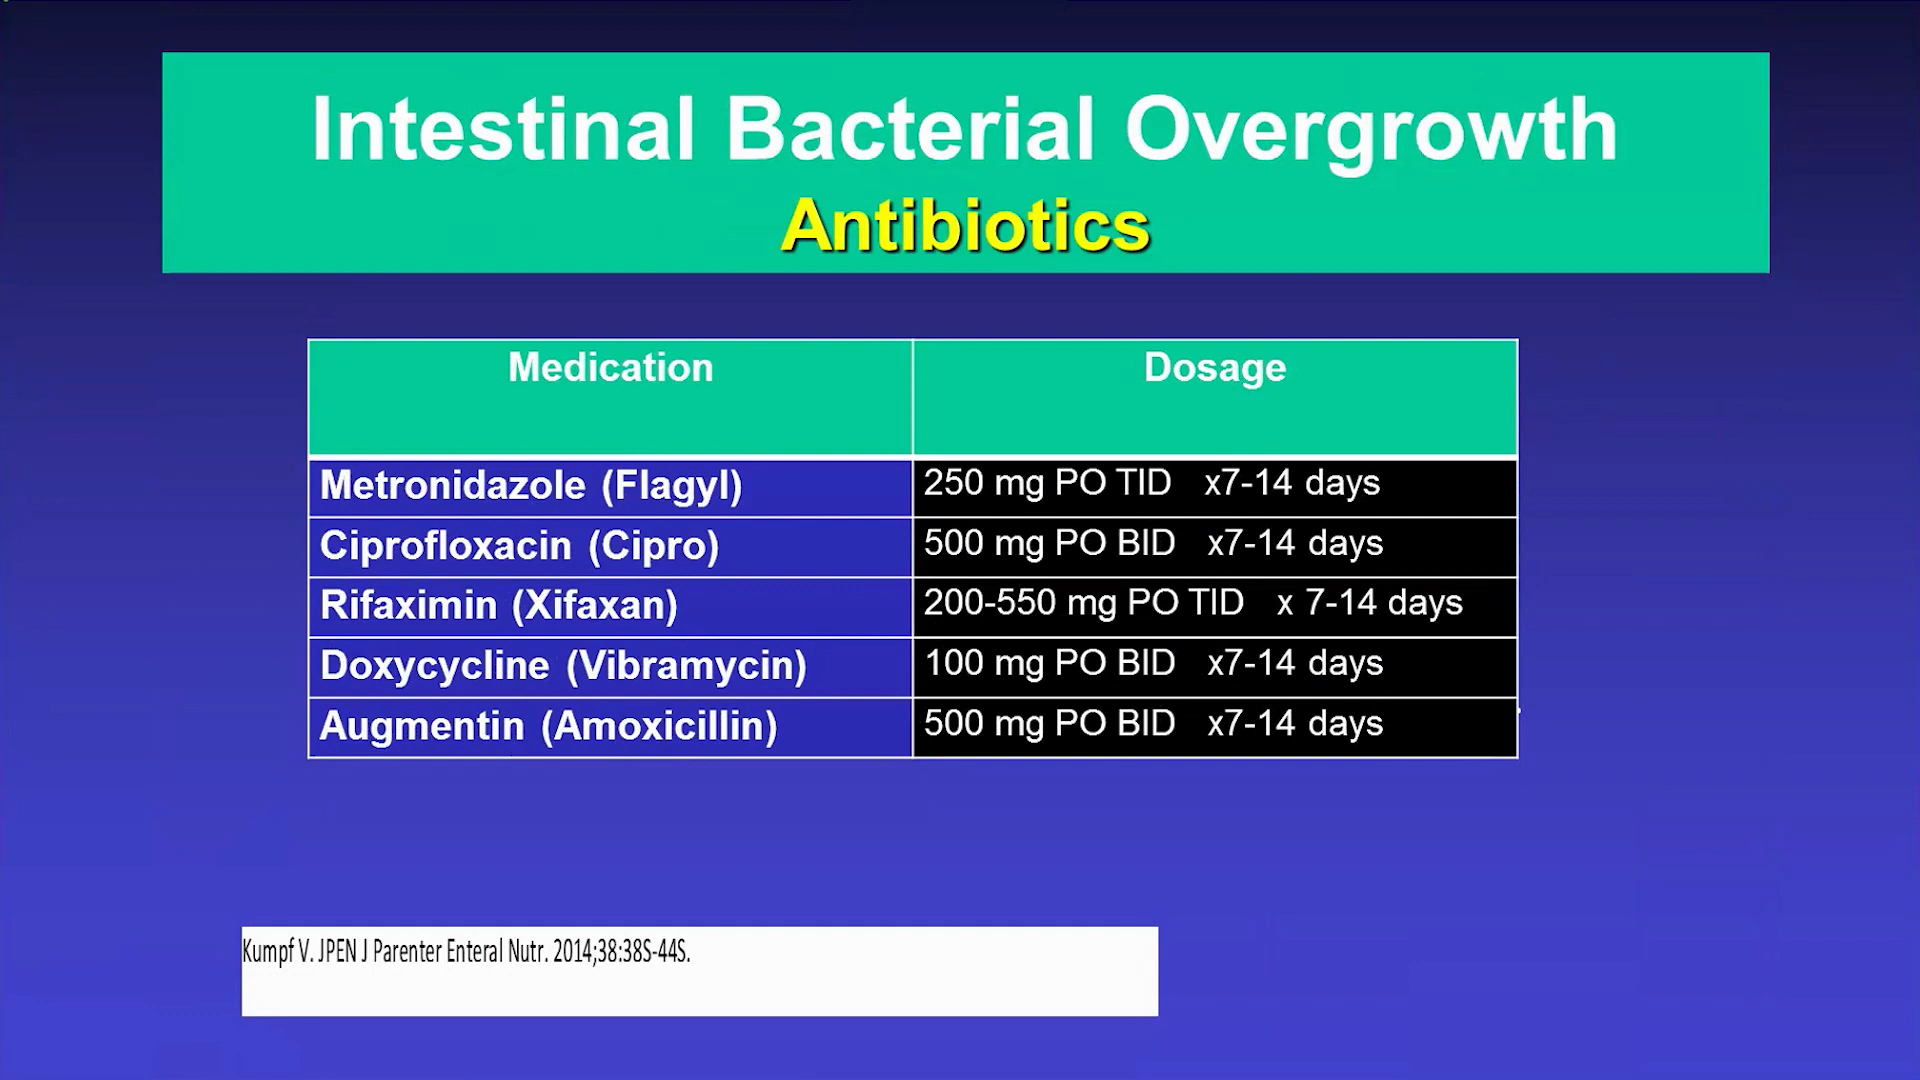 Intestinal Bacterial Overgrowth
Antibiotics
Medication Dosage
Metronidazole (Flagyl) 250 mg PO TID x7-14 days
Ciprofloxacin (Cipro) 500 mg PO BID x7-14 days
Rifaximin (Xifaxan) 200-550 mg PO TID x 7-14 days
Doxycycline (Vibramycin) 100 mg PO BID x7-14 days
Augmentin (Amoxicillin) 500 mg PO BID x7-14 days
Kumpf V. JPEN J Parenter Enteral Nutr. 2014;38:38S-44S.